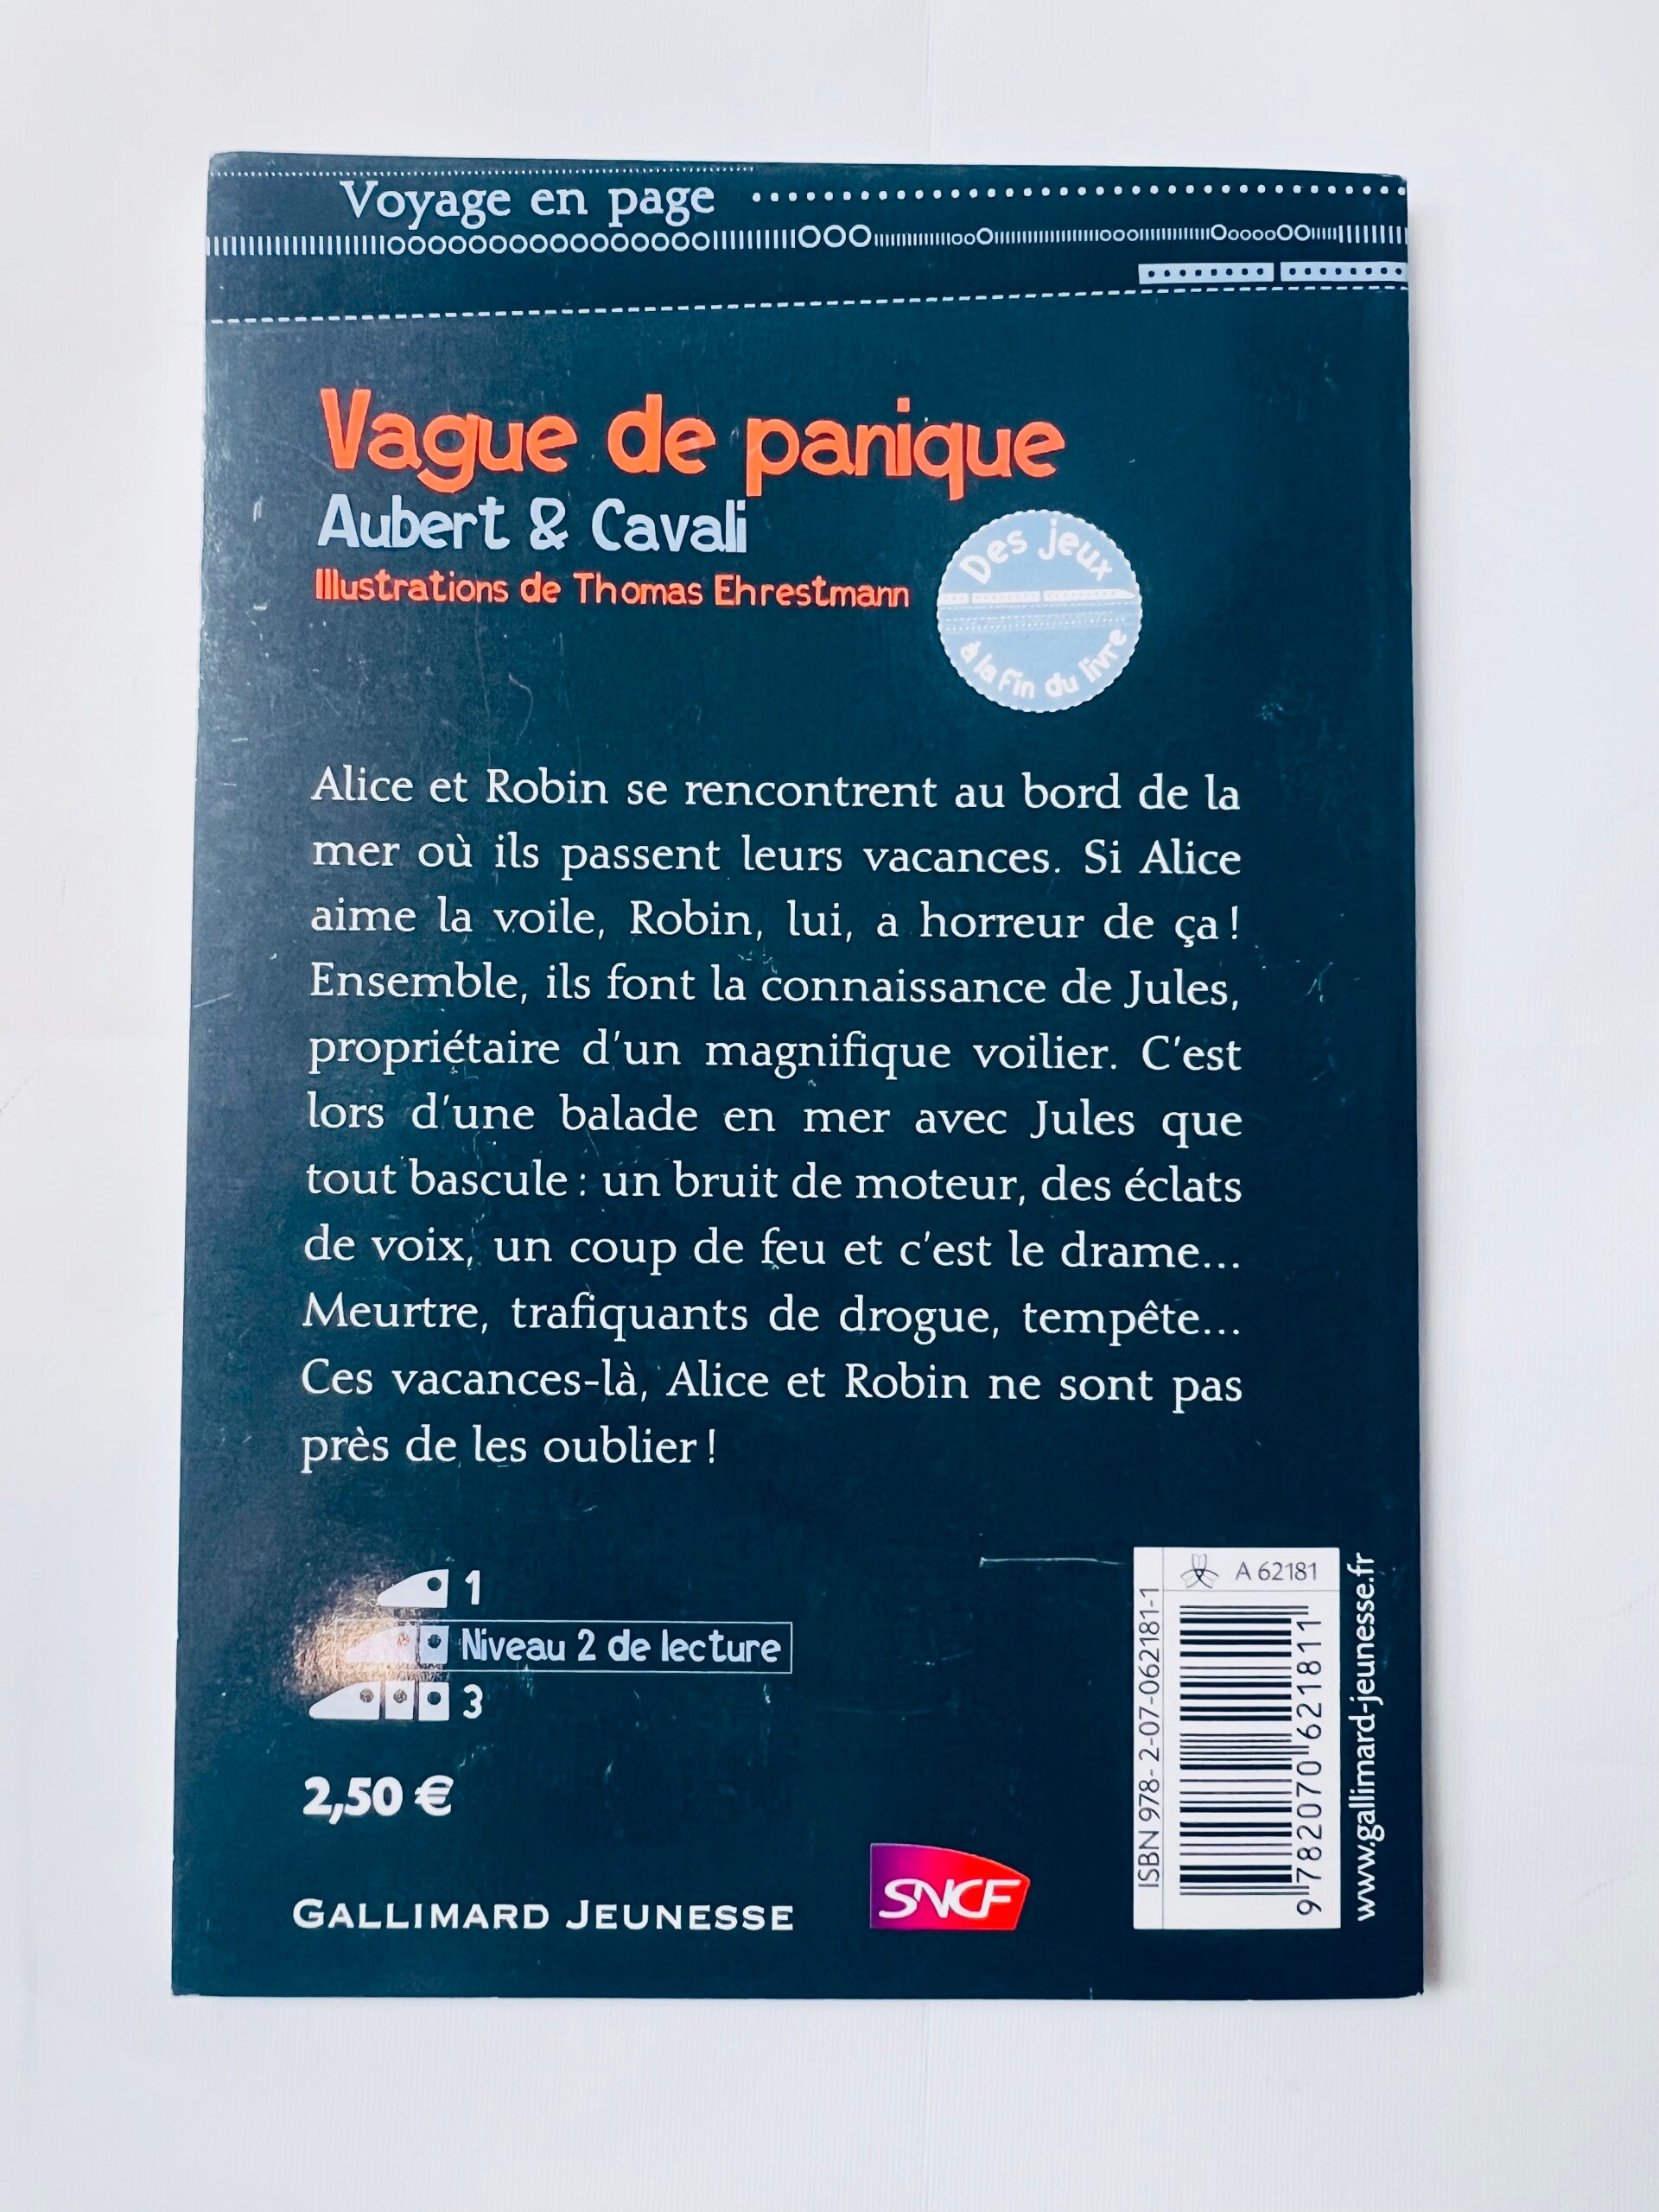 Voyage en page
Vague de panique
Aubert & Cavali
Illustrations de Thomas Ehrestmann
Des jeux
à la fin du livre
Alice et Robin se rencontrent au bord de la
mer où ils passent leurs vacances. Si Alice
aime la voile, Robin, lui, a horreur de ça !
Ensemble, ils font la connaissance de Jules,
propriétaire d'un magnifique voilier. C'est
lors d'une balade en mer avec Jules que
tout bascule : un bruit de moteur, des éclats
de voix, un coup de feu et c'est le drame...
Meurtre, trafiquants de drogue, tempête...
Ces vacances-là, Alice et Robin ne sont pas
près de les oublier !
1
Niveau 2 de lecture
3
2,50 €
GALLIMARD JEUNESSE
SNCF
A 62181
ISBN 978-2-07-062181-1
9 782070 621811
www.gallimard-jeunesse.fr